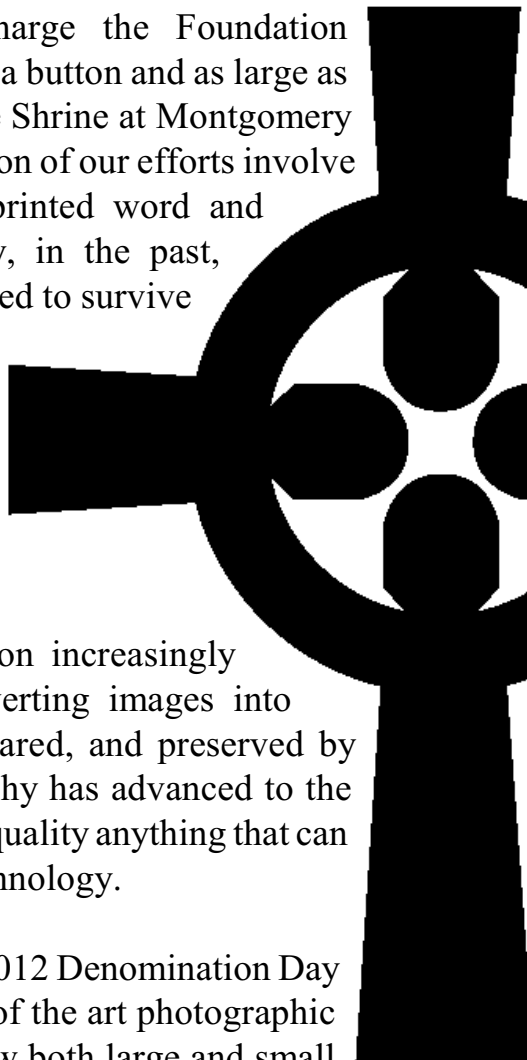 harge the Foundation
a button and as large as
Shrine at Montgomery
on of our efforts involve
printed word and
in the past,
ed to survive
on increasingly
verting images into
ared, and preserved by
hy has advanced to the
quality anything that can
hnology.
012 Denomination Day
of the art photographic
both large and small